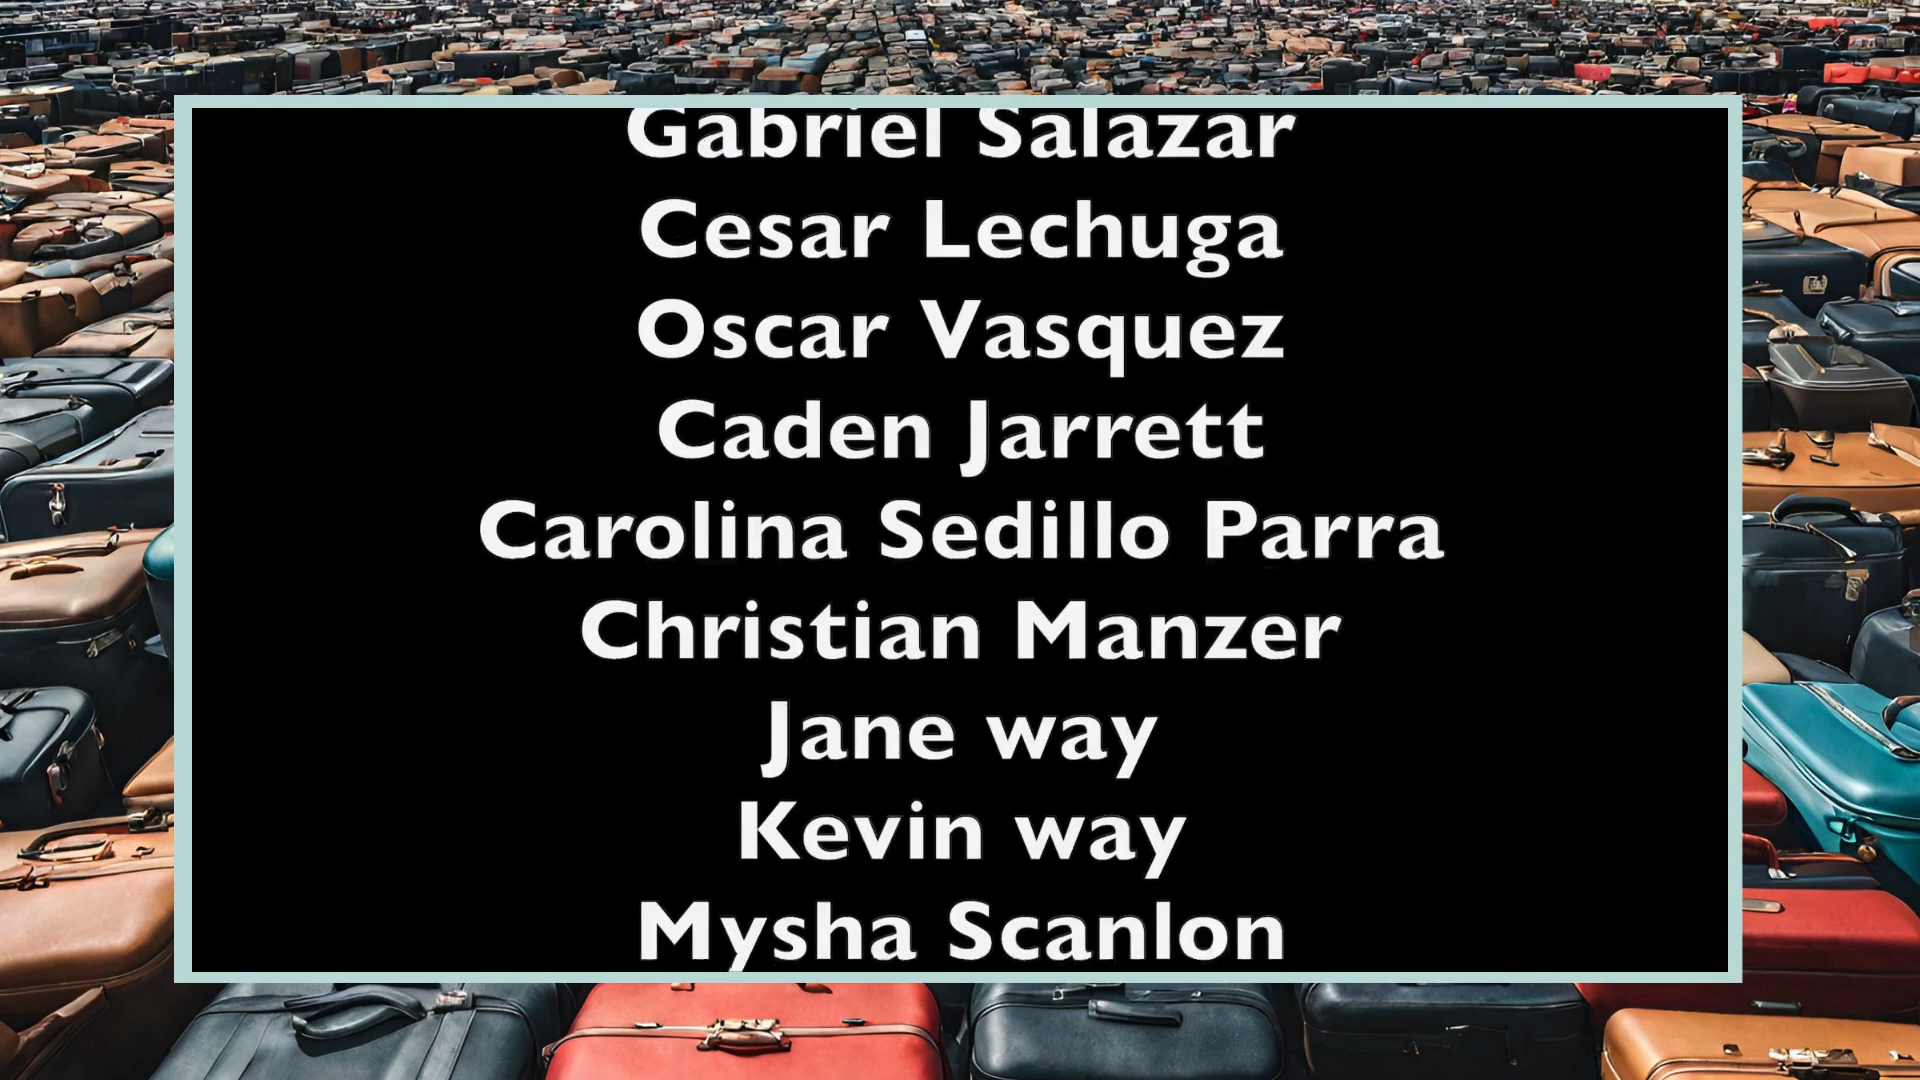 Gabriel Salazar
Cesar Lechuga
Oscar Vasquez
Caden Jarrett
Carolina Sedillo Parra
Christian Manzer
Jane way
Kevin way
Mysha Scanlon